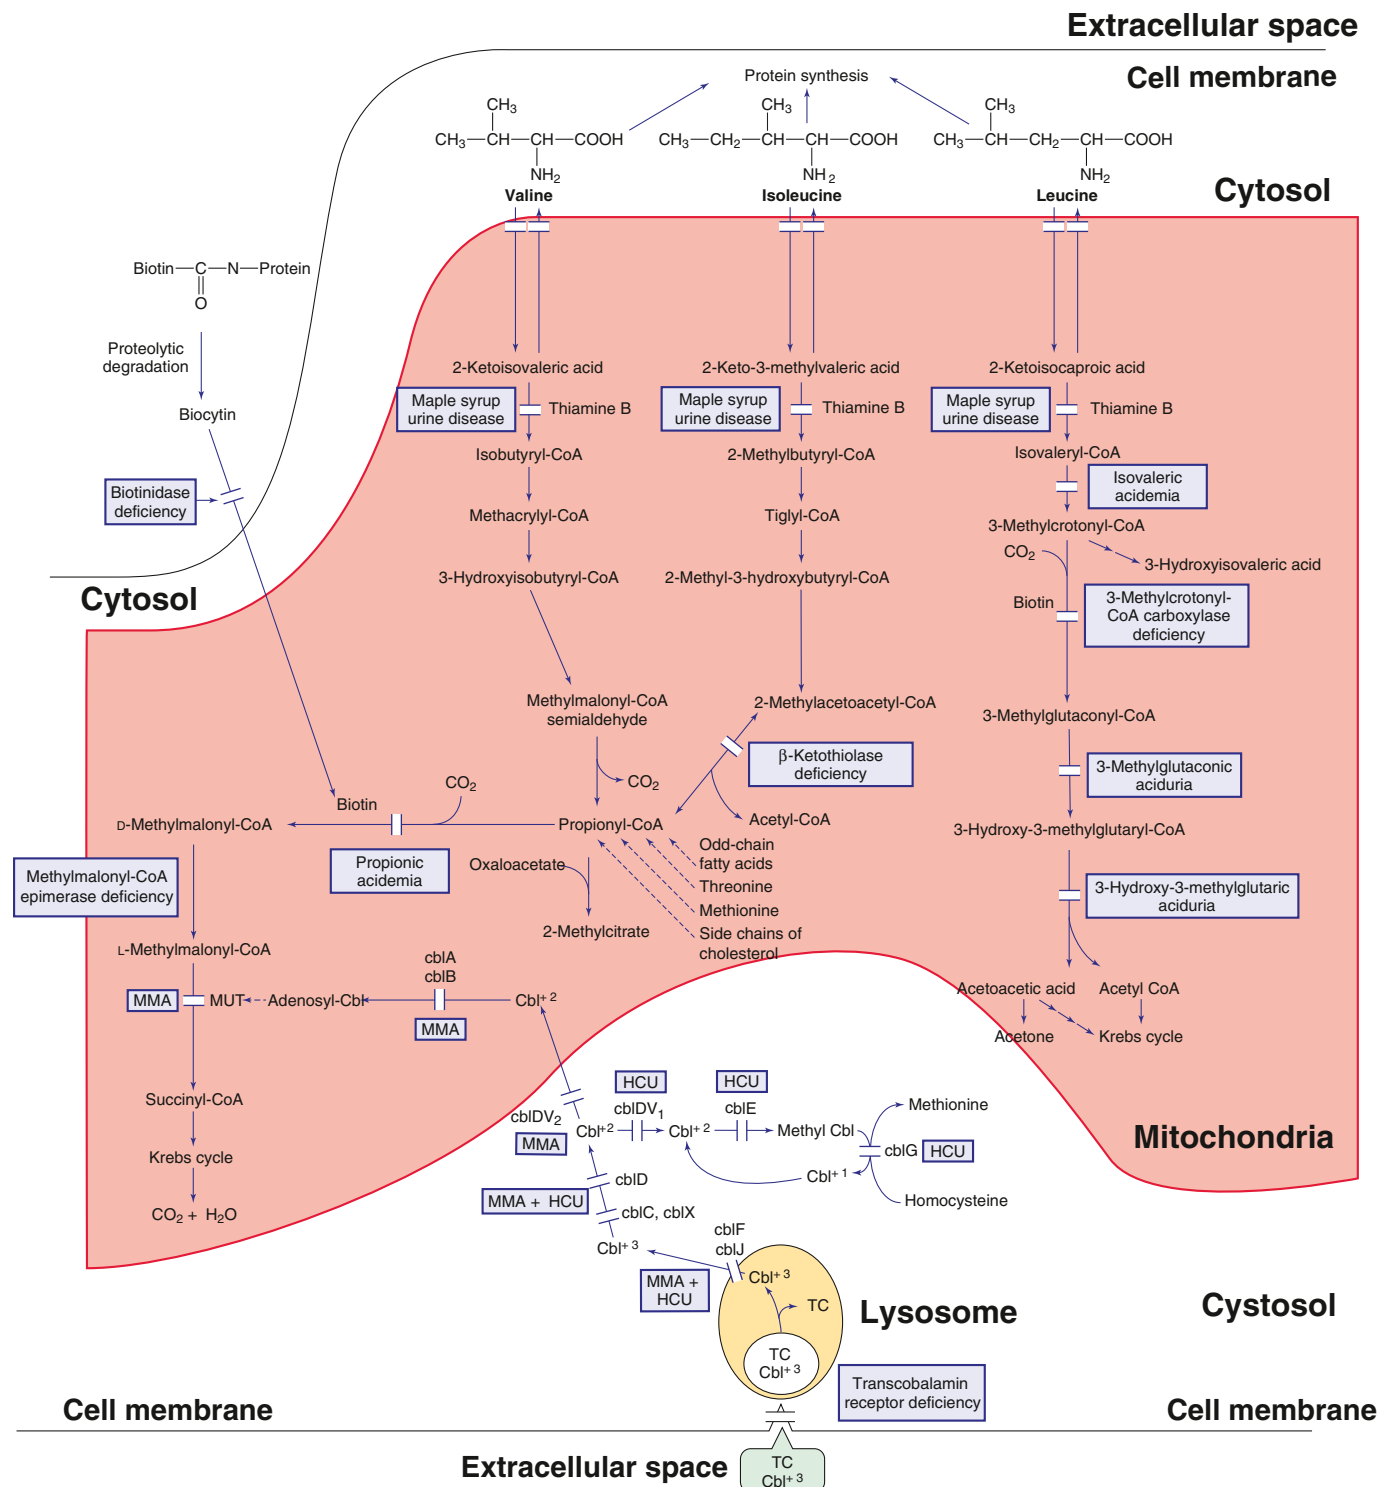 Extracellular space
Cell membrane
Protein synthesis
CH3 CH3 CH3
CH3—CH—CH—COOH CH3—CH2—CH—CH—COOH CH3—CH—CH2—CH—COOH
NH2 NH2 NH2
Valine Isoleucine Leucine
Cytosol
Biotin—C—N—Protein
O
Proteolytic
degradation
Biocytin
Biotinidase
deficiency
Cytosol
2-Ketoisovaleric acid
Maple syrup
urine disease
Thiamine B
Isobutyryl-CoA
Methacrylyl-CoA
3-Hydroxyisobutyryl-CoA
Methylmalonyl-CoA
semialdehyde
CO2
2-Keto-3-methylvaleric acid
Maple syrup
urine disease
Thiamine B
2-Methylbutyryl-CoA
Tiglyl-CoA
2-Methyl-3-hydroxybutyryl-CoA
2-Methylacetoacetyl-CoA
β-Ketothiolase
deficiency
Acetyl-CoA
2-Ketoisocaproic acid
Maple syrup
urine disease
Thiamine B
Isovaleryl-CoA
Isovaleric
acidemia
3-Methylcrotonyl-CoA
CO2
3-Hydroxyisovaleric acid
Biotin
3-Methylcrotonyl-
CoA carboxylase
deficiency
3-Methylglutaconyl-CoA
3-Methylglutaconic
aciduria
3-Hydroxy-3-methylglutaryl-CoA
3-Hydroxy-3-methylglutaric
aciduria
Acetoacetic acid
Acetyl CoA
Acetone
Krebs cycle
Biotin
CO2
D-Methylmalonyl-CoA
Propionyl-CoA
Propionic
acidemia
Oxaloacetate
2-Methylcitrate
Odd-chain
fatty acids
Threonine
Methionine
Side chains of
cholesterol
Methylmalonyl-CoA
epimerase deficiency
L-Methylmalonyl-CoA
cblA
cblB
MMA
MUT
Adenosyl-Cbl
Cbl+2
MMA
Succinyl-CoA
Krebs cycle
CO2 + H2O
HCU
HCU
cblDV2
cblDV1
cblE
Methionine
MMA
Cbl+2
Cbl+2
Methyl Cbl
cblG
HCU
Mitochondria
cblD
Cbl+1
MMA + HCU
Homocysteine
cblC, cblX
cblF
cblJ
Cbl+3
Cbl+3
MMA +
HCU
TC
Lysosome
Cystosol
TC
Cbl+3
Transcobalamin
receptor deficiency
Cell membrane
Cell membrane
Extracellular space
TC
Cbl+3